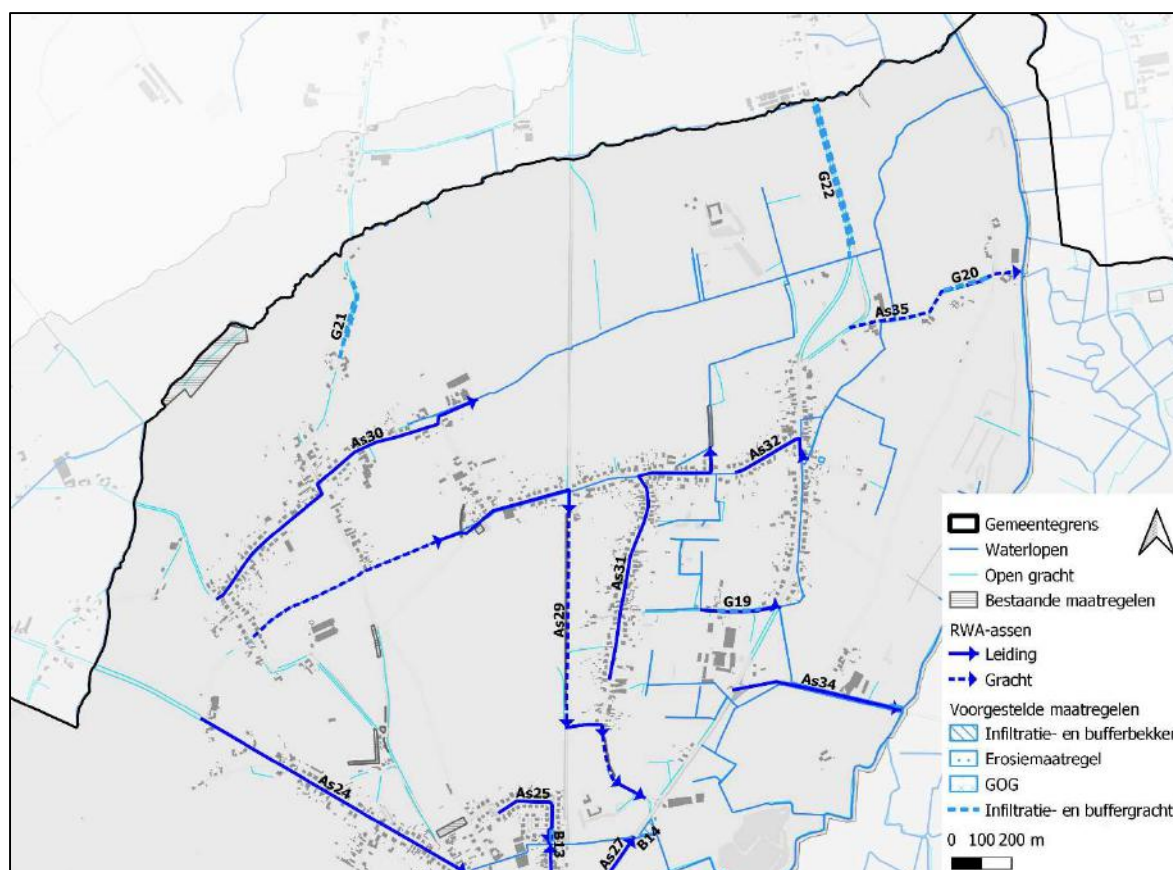 G22
G20
As35
G21
As30
As32
As31
As29
G19
As34
As24
As25
B13
As27
B14
Gemeentegrens
Waterlopen
Open gracht
Bestaande maatregelen
RWA-assen
Leiding
Gracht
Voorgestelde maatregelen
Infiltratie- en bufferbekken
Erosiemaatregel
GOG
Infiltratie- en buffergracht
0 100 200 m